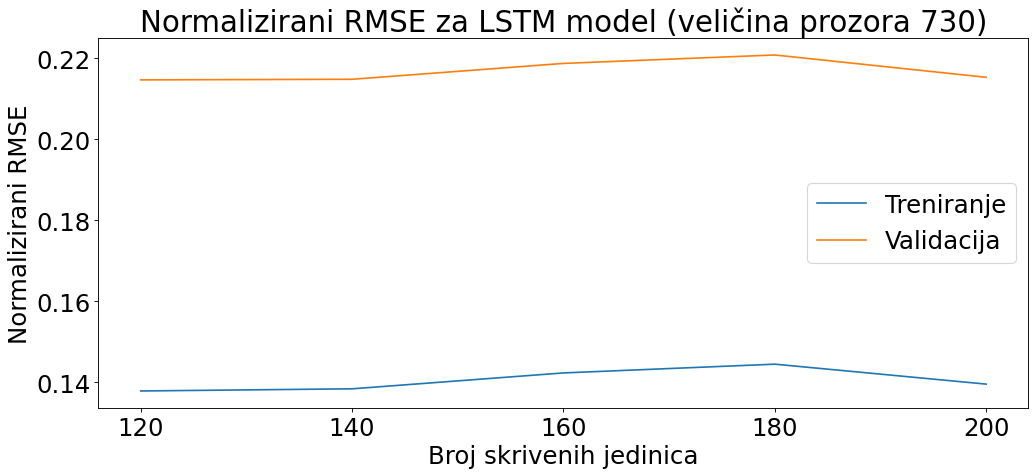 Normalizirani RMSE za LSTM model (veličina prozora 730)
Normalizirani RMSE
0.22
0.20
0.18
0.16
0.14
Treniranje
Validacija
120 140 160 180 200
Broj skrivenih jedinica